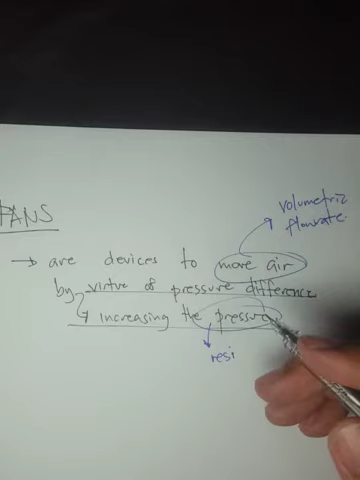 FANS
volumetric
flowrate
→ are devices to move air
by virtue of pressure difference
↳ increasing the pressure
resi